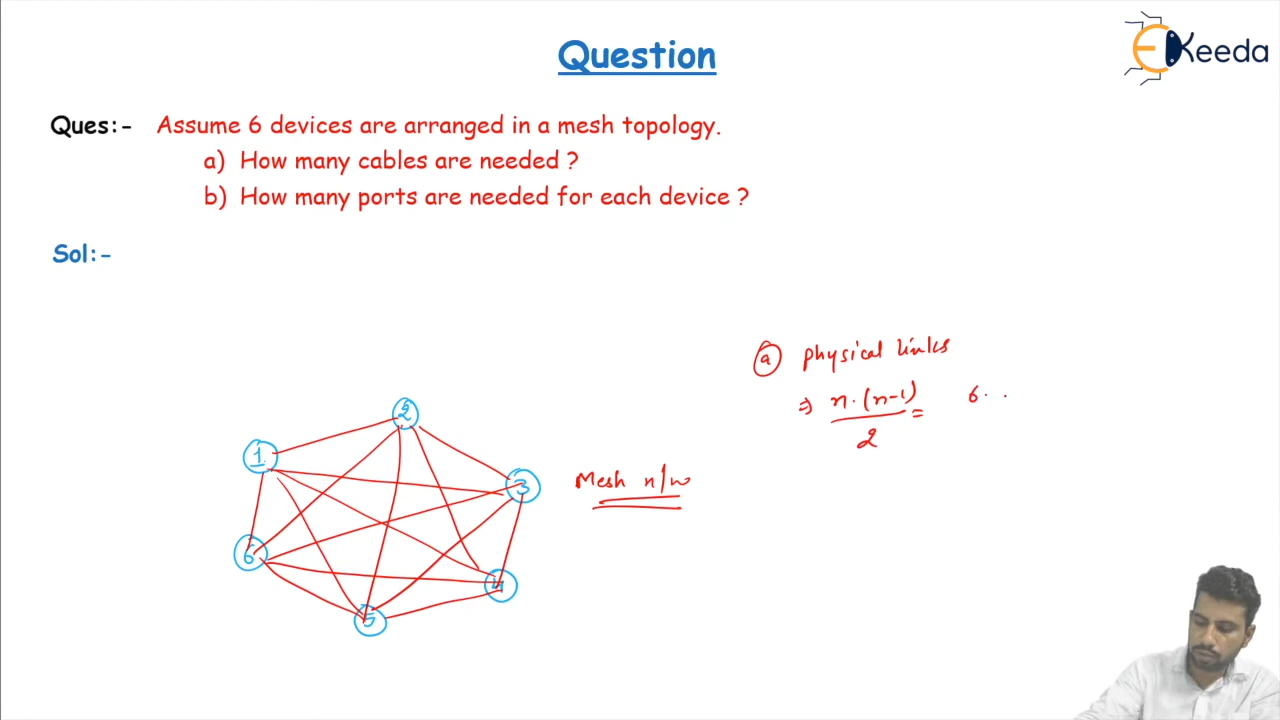 Question
EKeeda
Ques:- Assume 6 devices are arranged in a mesh topology.
a) How many cables are needed ?
b) How many ports are needed for each device ?
Sol:-
a physical links
⇒ n.(n-1) = 6..
2
2
1
3
Mesh n/w
6
4
5